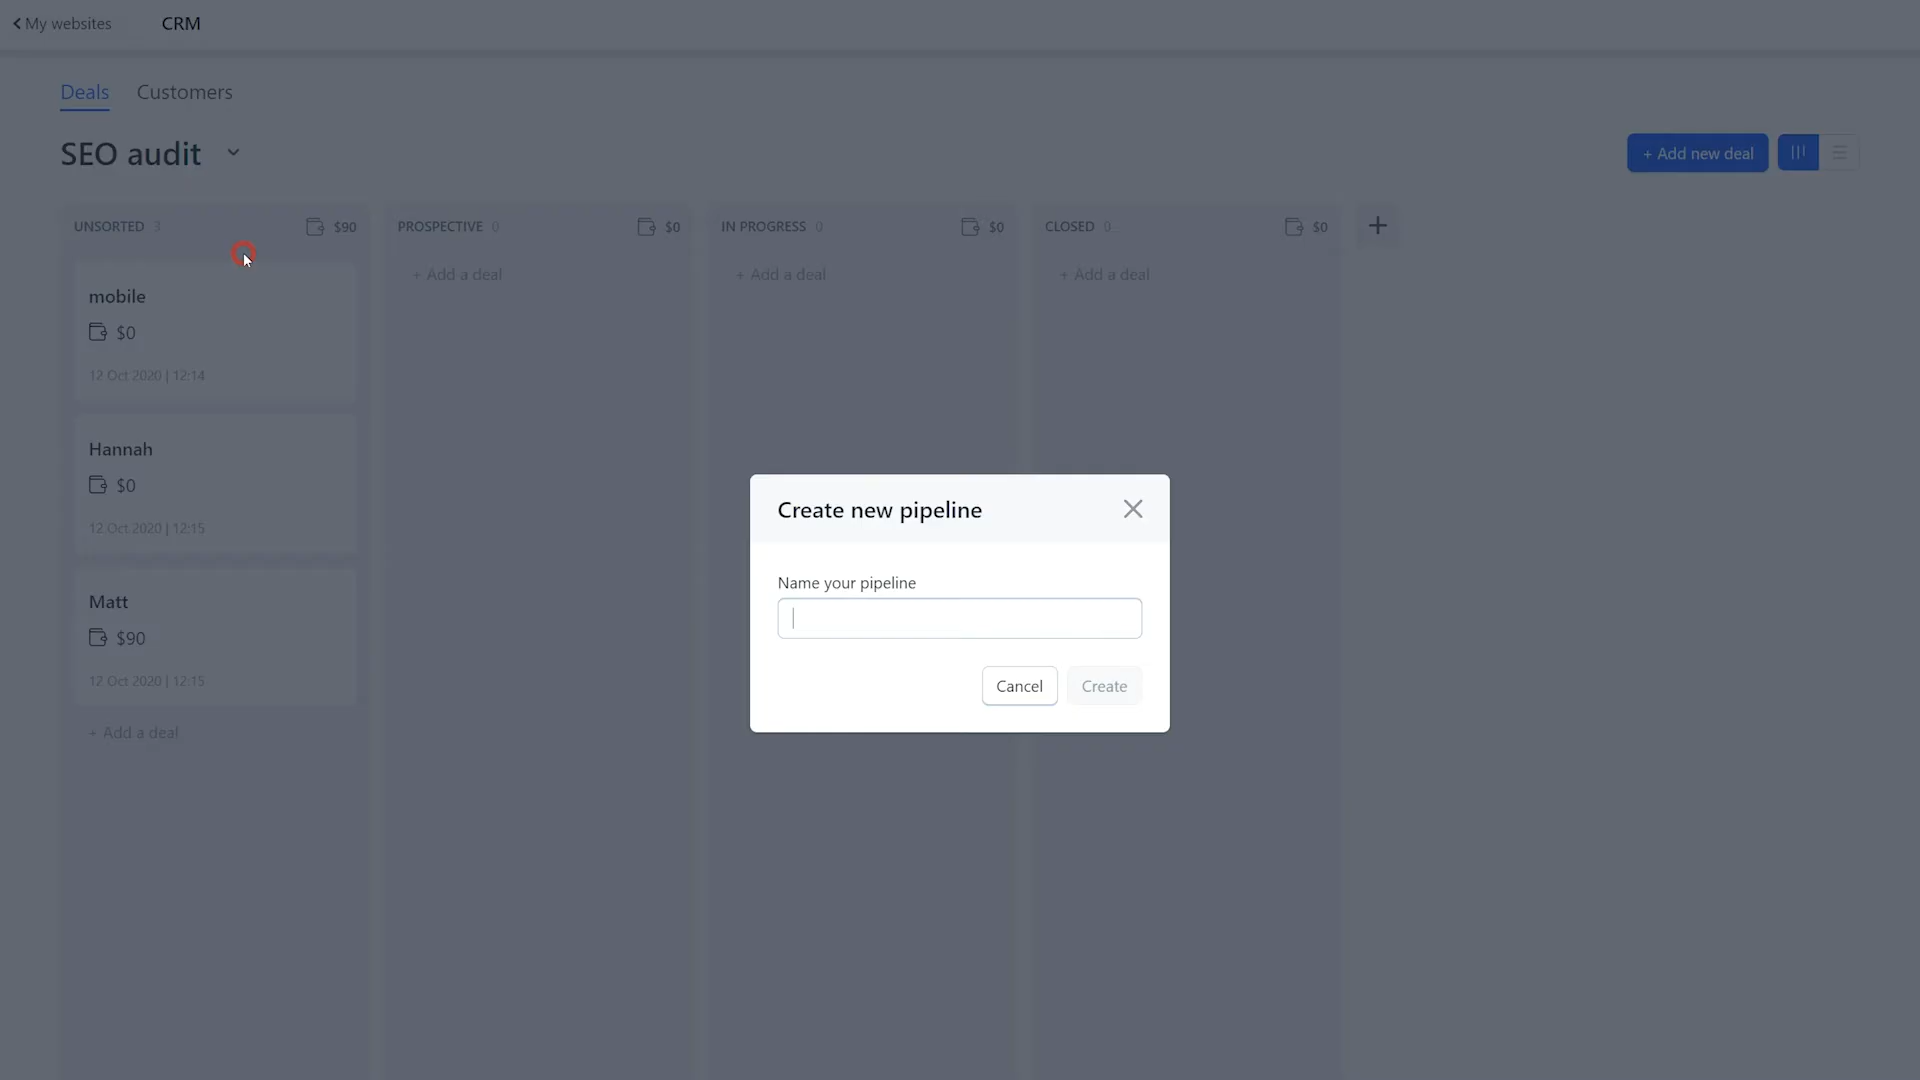 My websites
CRM
Deals Customers
SEO audit
+ Add new deal
UNSORTED 3 $90
PROSPECTIVE 0 $0
IN PROGRESS 0 $0
CLOSED 0 $0
+
+ Add a deal
+ Add a deal
+ Add a deal
mobile
$0
12 Oct 2020 | 12:14
Hannah
$0
12 Oct 2020 | 12:15
Matt
$90
12 Oct 2020 | 12:15
+ Add a deal
Create new pipeline
Name your pipeline
Cancel Create